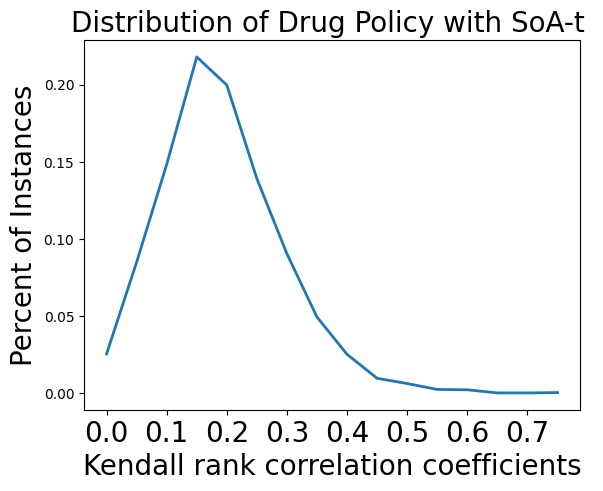 Distribution of Drug Policy with SoA-t
Percent of Instances
0.20
0.15
0.10
0.05
0.00
0.0 0.1 0.2 0.3 0.4 0.5 0.6 0.7
Kendall rank correlation coefficients